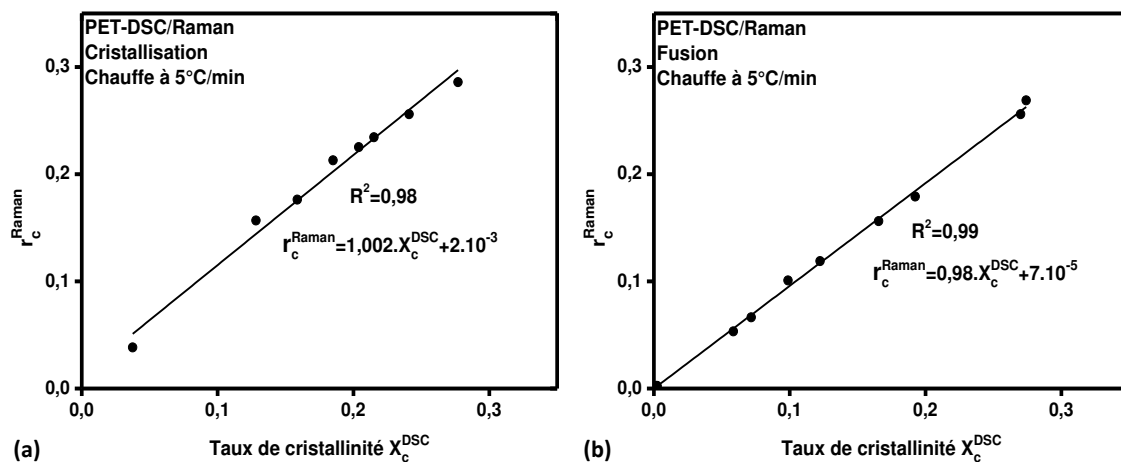 PET-DSC/Raman
Cristallisation
Chauffe à 5°C/min
0,3
0,2
0,1
0,0
r_c^Raman
R²=0,98
r_c^Raman=1,002.X_c^DSC+2.10⁻³
0,0 0,1 0,2 0,3
(a) Taux de cristallinité X_c^DSC
PET-DSC/Raman
Fusion
Chauffe à 5°C/min
0,3
0,2
0,1
0,0
r_c^Raman
R²=0,99
r_c^Raman=0,98.X_c^DSC+7.10⁻⁵
0,0 0,1 0,2 0,3
(b) Taux de cristallinité X_c^DSC